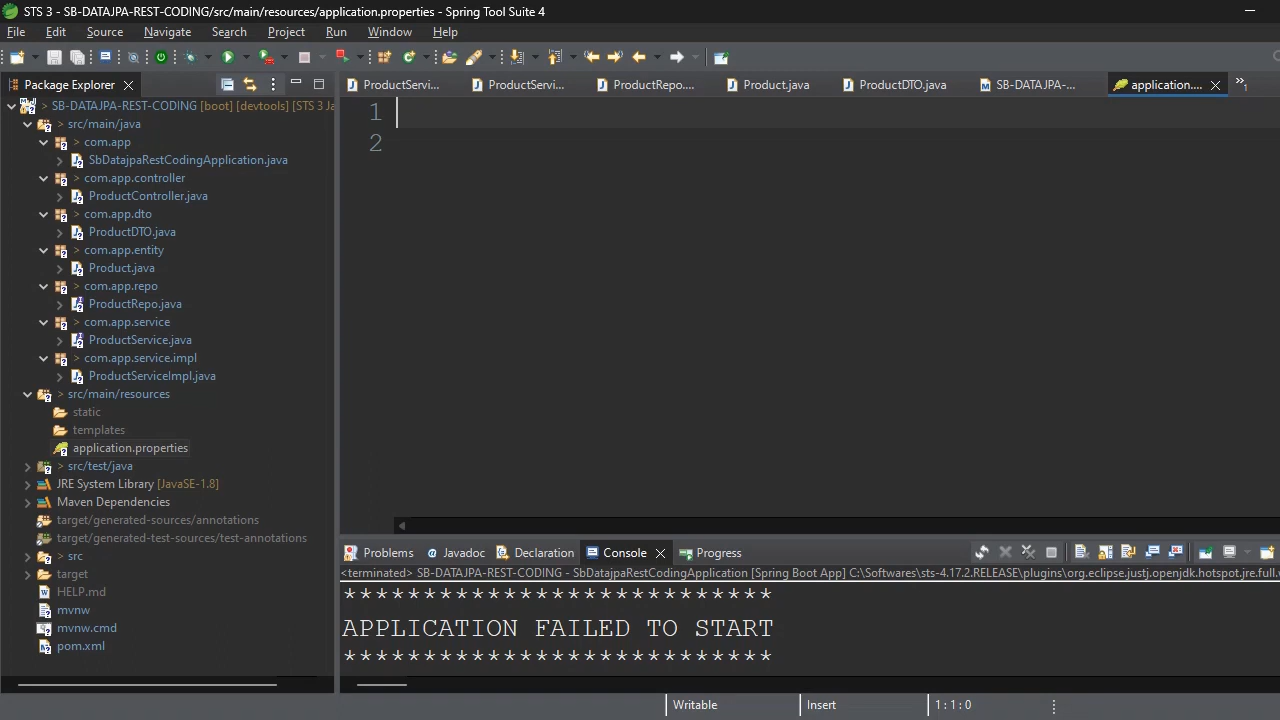 STS 3 - SB-DATAJPA-REST-CODING/src/main/resources/application.properties - Spring Tool Suite 4
File Edit Source Navigate Search Project Run Window Help
Package Explorer
ProductServi... ProductServi... ProductRepo.... Product.java ProductDTO.java SB-DATAJPA-... application....
SB-DATAJPA-REST-CODING [boot] [devtools] [STS 3 Ja
> src/main/java
> com.app
SbDatajpaRestCodingApplication.java
> com.app.controller
ProductController.java
> com.app.dto
ProductDTO.java
> com.app.entity
Product.java
> com.app.repo
ProductRepo.java
> com.app.service
ProductService.java
> com.app.service.impl
ProductServiceImpl.java
> src/main/resources
static
templates
application.properties
> src/test/java
JRE System Library [JavaSE-1.8]
Maven Dependencies
target/generated-sources/annotations
target/generated-test-sources/test-annotations
> src
target
HELP.md
mvnw
mvnw.cmd
pom.xml
1
2
Problems Javadoc Declaration Console Progress
<terminated> SB-DATAJPA-REST-CODING - SbDatajpaRestCodingApplication [Spring Boot App] C:\Softwares\sts-4.17.2.RELEASE\plugins\org.eclipse.justj.openjdk.hotspot.jre.full.
***************************
APPLICATION FAILED TO START
***************************
Writable Insert 1 : 1 : 0